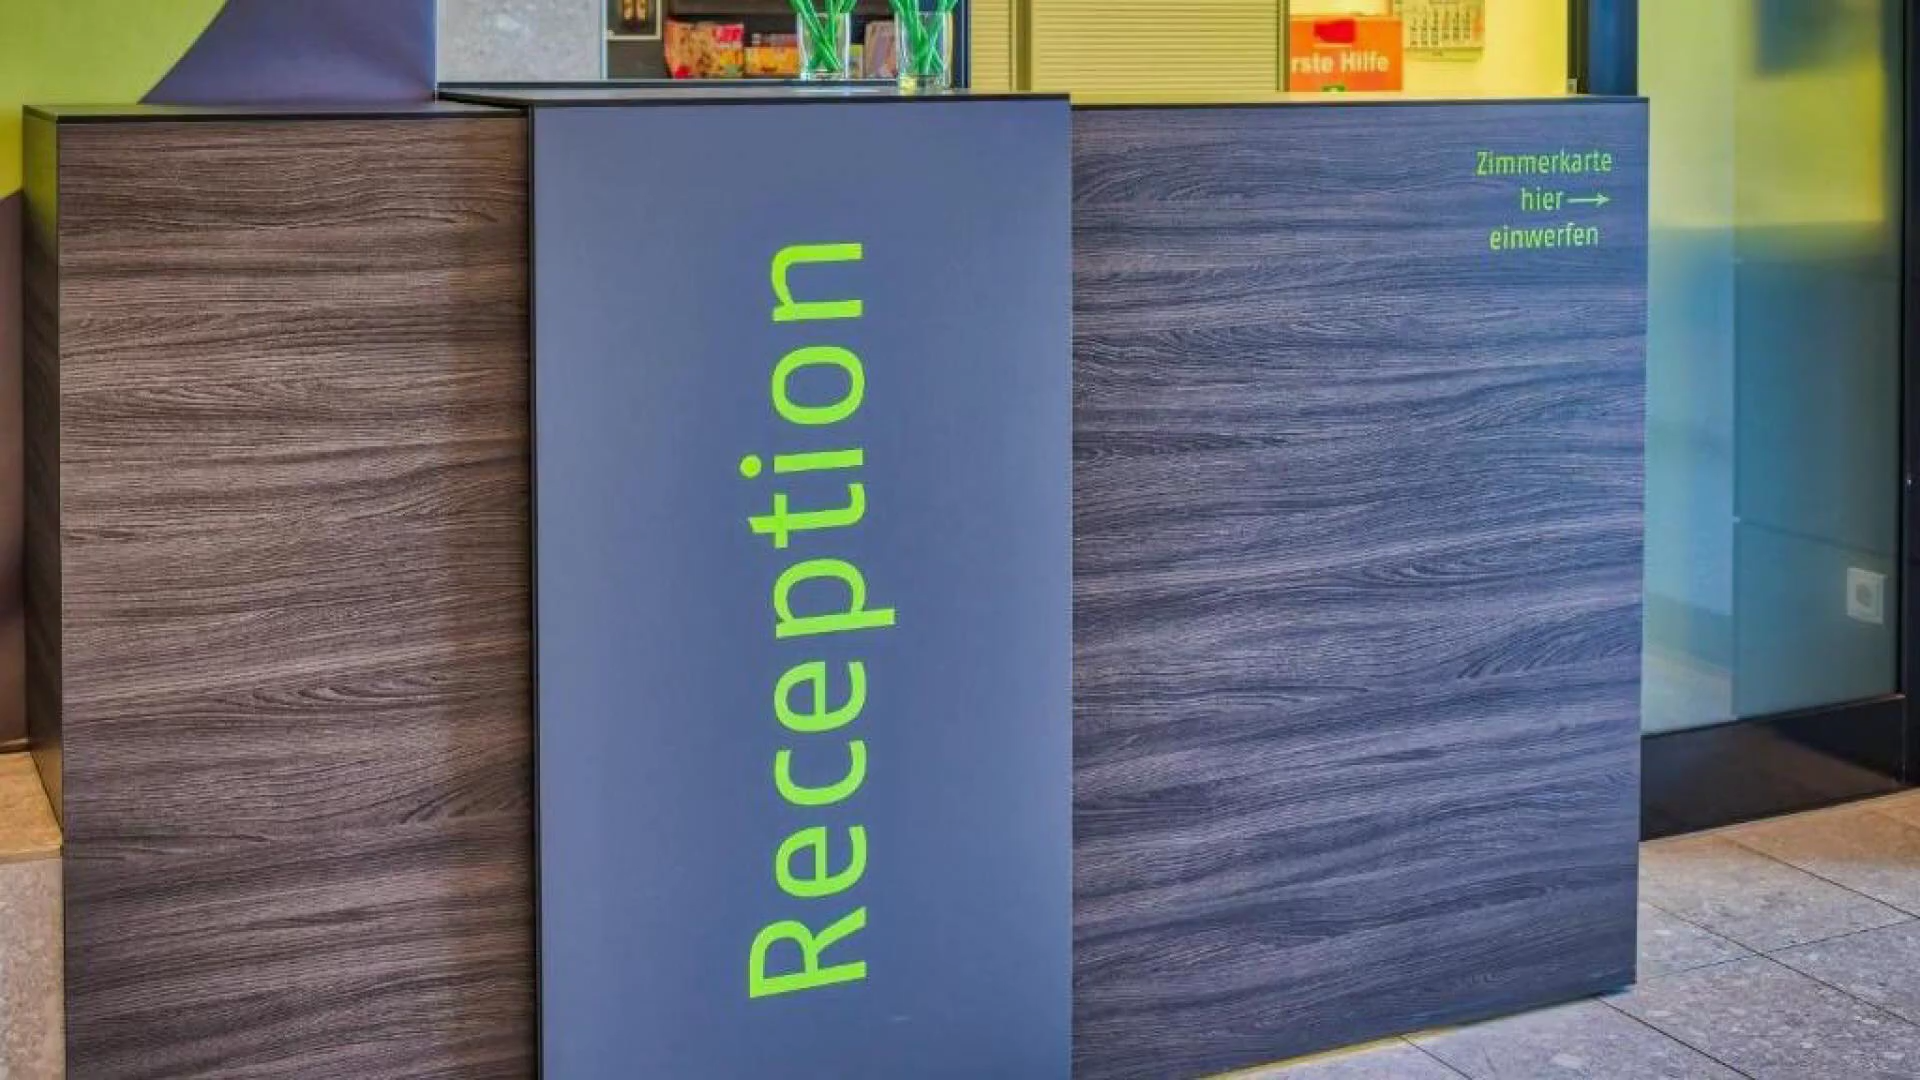 rste Hilfe
Zimmerkarte
hier →
einwerfen
Reception